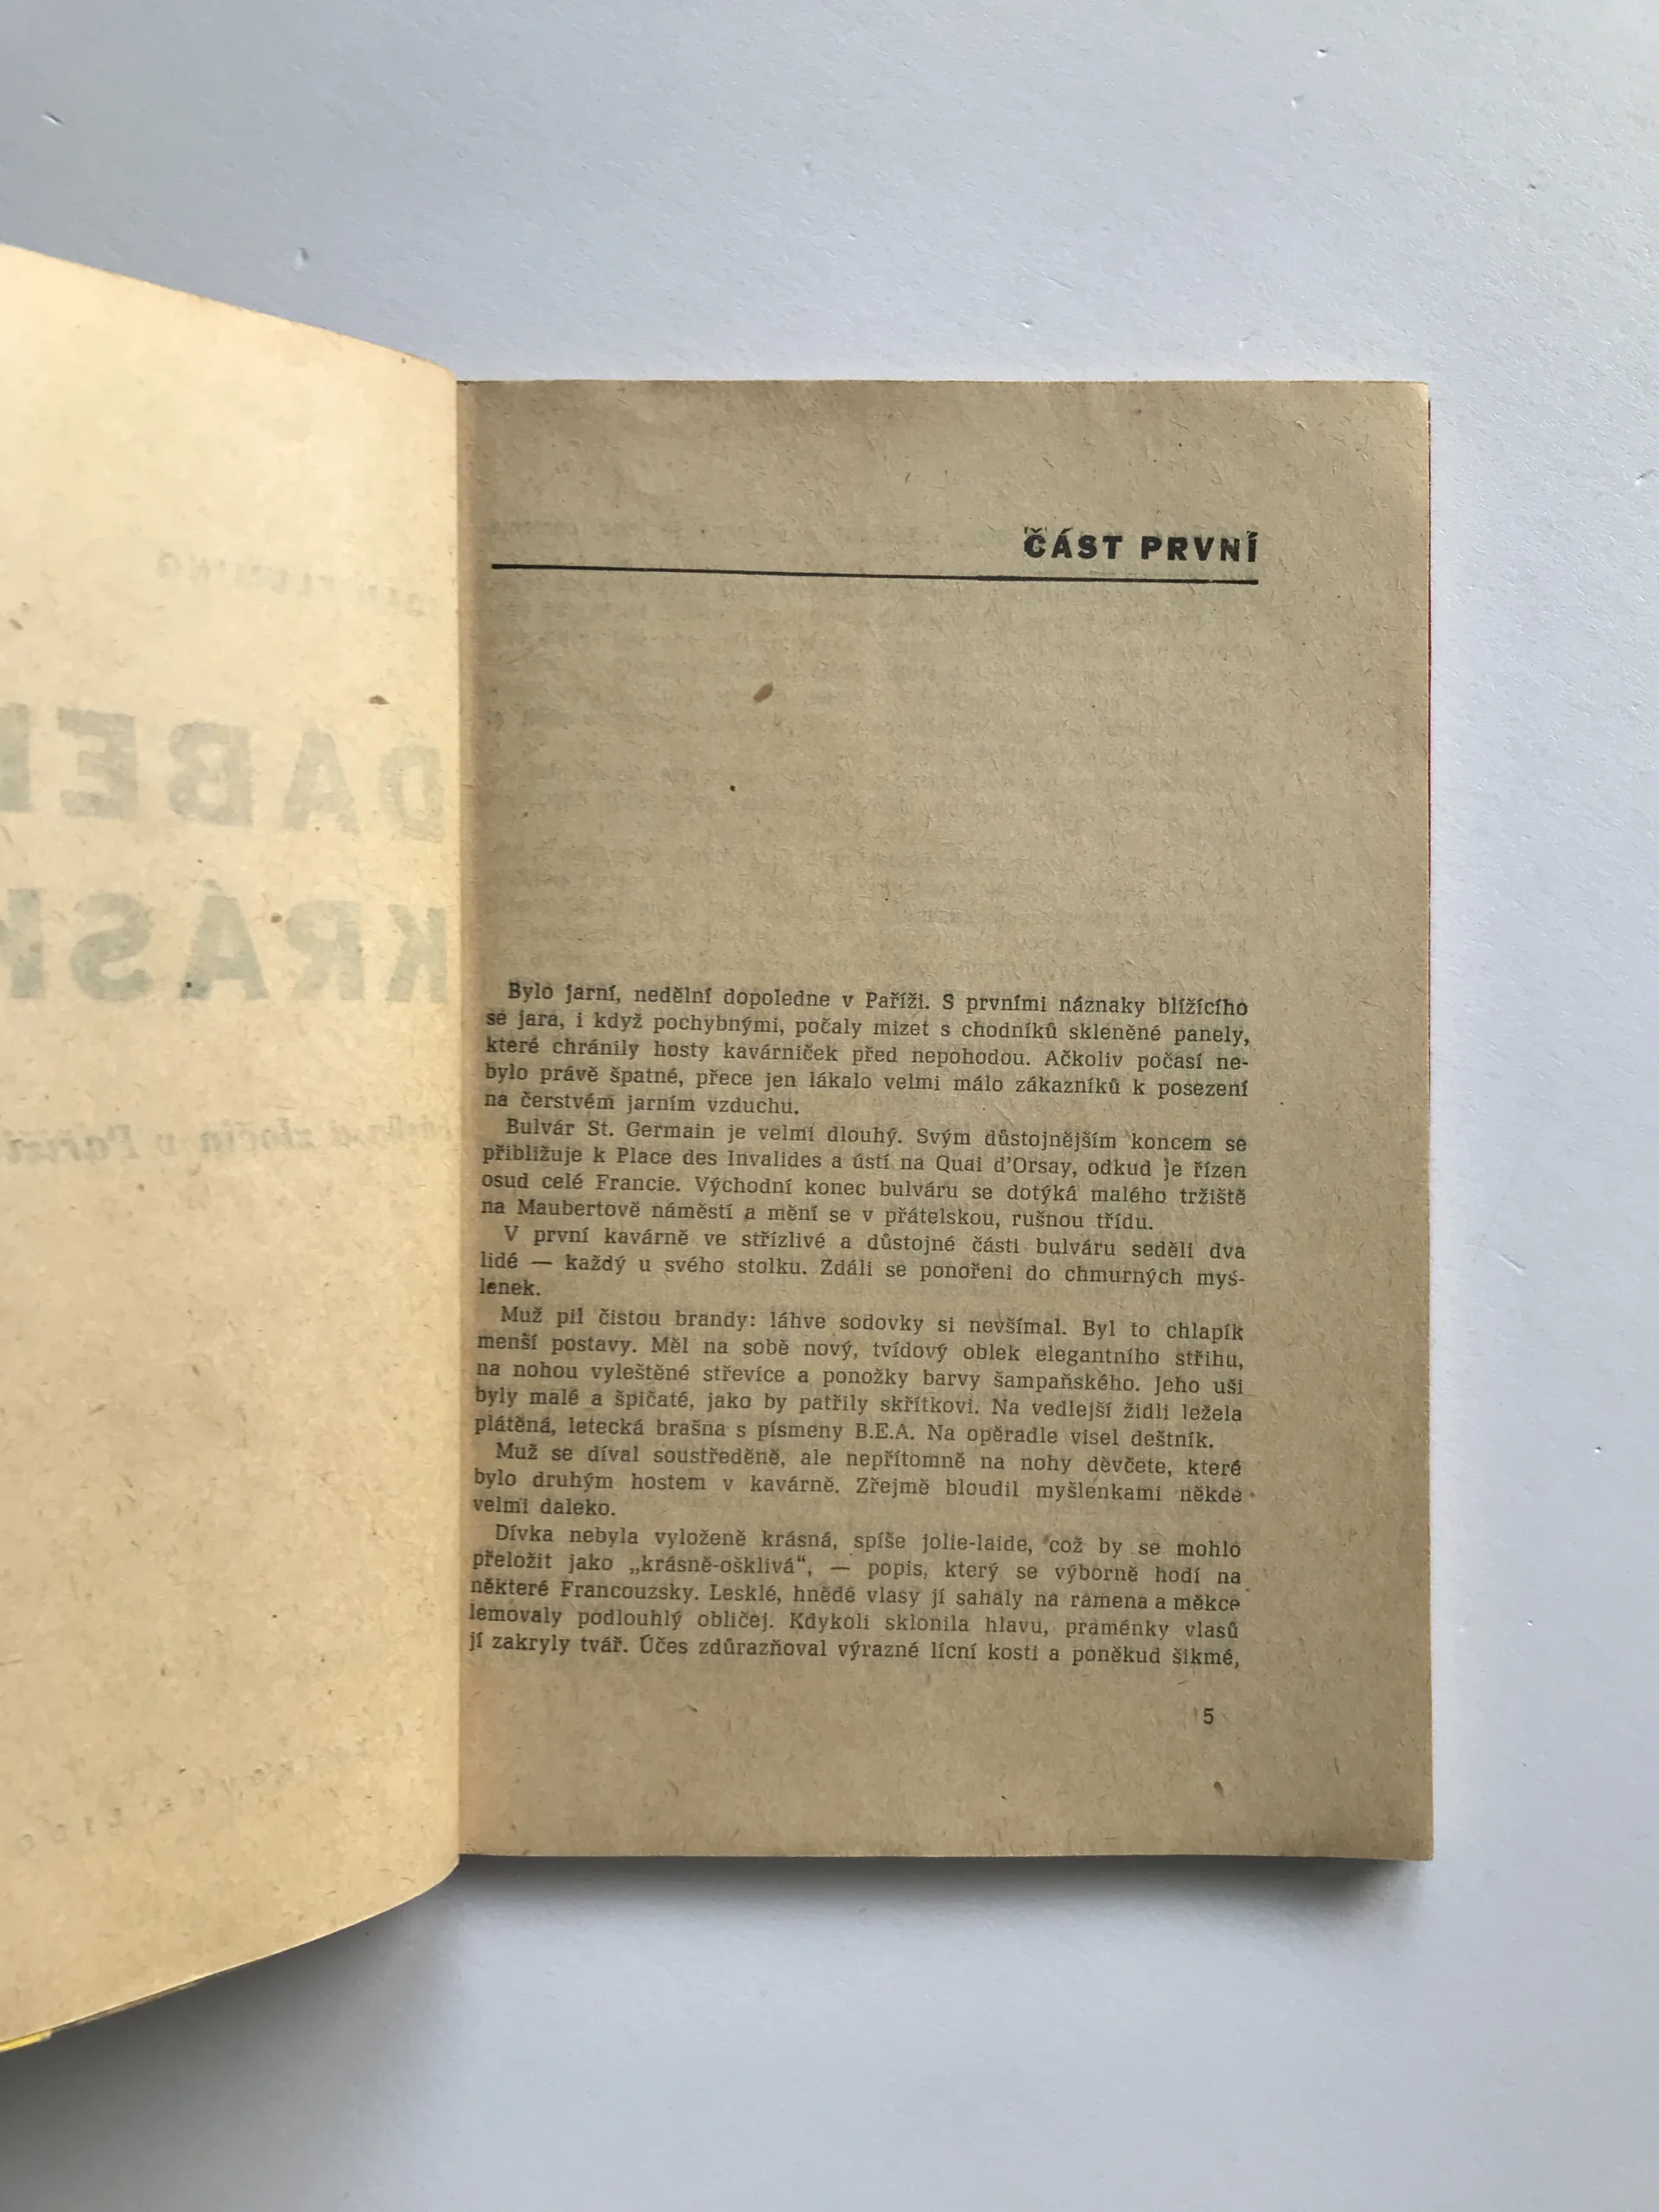 ČÁST PRVNÍ
Bylo jarní, nedělní dopoledne v Paříži. S prvními náznaky blížícího
se jara, i když pochybnými, počaly mizet s chodníků skleněné panely,
které chránily hosty kavárniček před nepohodou. Ačkoliv počasí ne-
bylo právě špatné, přece jen lákalo velmi málo zákazníků k posezení
na čerstvém jarním vzduchu.
Bulvár St. Germain je velmi dlouhý. Svým důstojnějším koncem se
přibližuje k Place des Invalides a ústí na Quai d'Orsay, odkud je řízen
osud celé Francie. Východní konec bulváru se dotýká malého tržiště
na Maubertově náměstí a mění se v přátelskou, rušnou třídu.
V první kavárně ve střízlivé a důstojné části bulváru seděli dva
lidé — každý u svého stolku. Zdáli se ponořeni do chmurných myš-
lenek.
Muž pil čistou brandy: láhve sodovky si nevšímal. Byl to chlapík
menší postavy. Měl na sobě nový, tvídový oblek elegantního střihu,
na nohou vyleštěné střevíce a ponožky barvy šampaňského. Jeho uši
byly malé a špičaté, jako by patřily skřítkovi. Na vedlejší židli ležela
plátěná, letecká brašna s písmeny B.E.A. Na opěradle visel deštník.
Muž se díval soustředěně, ale nepřítomně na nohy děvčete, které
bylo druhým hostem v kavárně. Zřejmě bloudil myšlenkami někde
velmi daleko.
Dívka nebyla vyloženě krásná, spíše jolie-laide, což by se mohlo
přeložit jako „krásně-ošklivá“, — popis, který se výborně hodí na
některé Francouzsky. Lesklé, hnědé vlasy jí sahaly na ramena a měkce
lemovaly podlouhlý obličej. Kdykoli sklonila hlavu, praménky vlasů
jí zakryly tvář. Účes zdůrazňoval výrazné lícní kosti a poněkud šikmé,
5